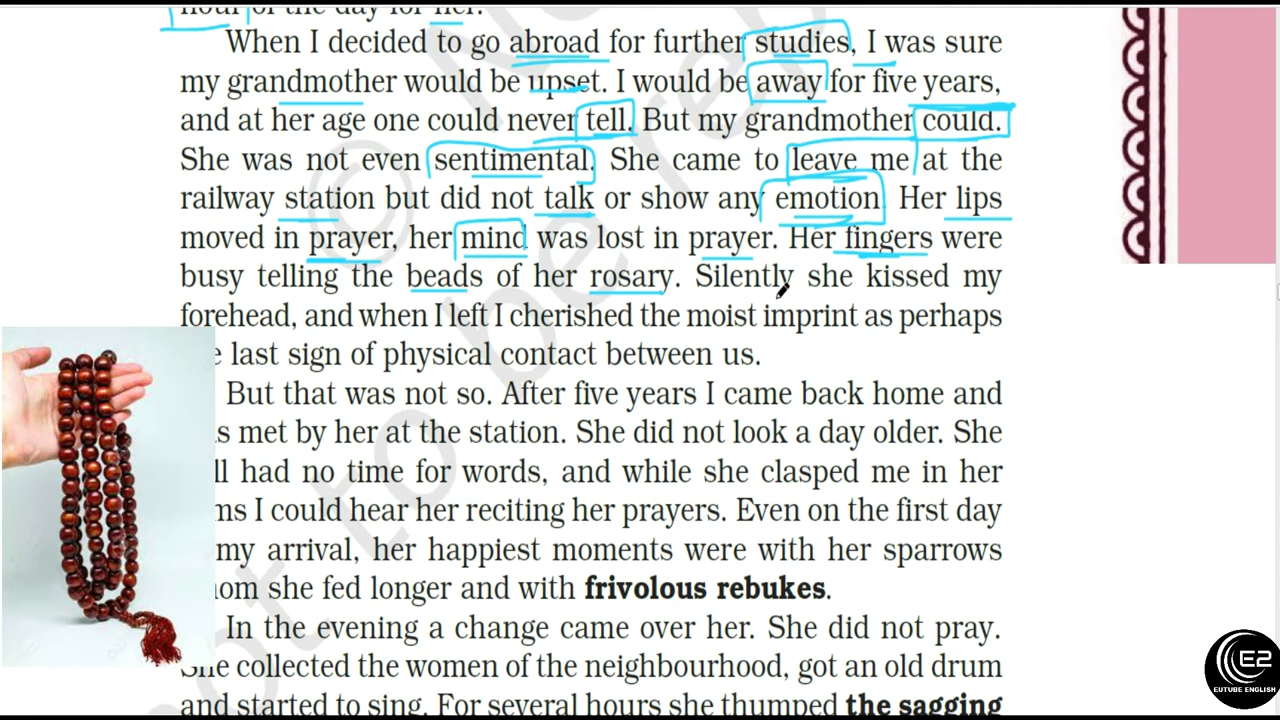 hour of the day for her.
When I decided to go abroad for further studies, I was sure
my grandmother would be upset. I would be away for five years,
and at her age one could never tell. But my grandmother could.
She was not even sentimental. She came to leave me at the
railway station but did not talk or show any emotion. Her lips
moved in prayer, her mind was lost in prayer. Her fingers were
busy telling the beads of her rosary. Silently she kissed my
forehead, and when I left I cherished the moist imprint as perhaps
last sign of physical contact between us.
But that was not so. After five years I came back home and
met by her at the station. She did not look a day older. She
had no time for words, and while she clasped me in her
I could hear her reciting her prayers. Even on the first day
my arrival, her happiest moments were with her sparrows
she fed longer and with frivolous rebukes.
In the evening a change came over her. She did not pray.
She collected the women of the neighbourhood, got an old drum
and started to sing. For several hours she thumped the sagging
E2
EUTUBE ENGLISH